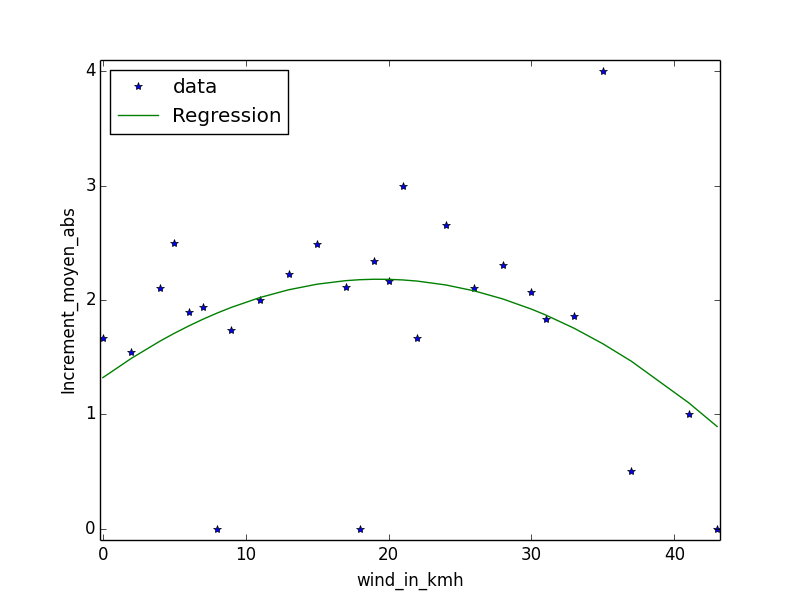 data
Regression
4
3
2
1
0
Increment_moyen_abs
0 10 20 30 40
wind_in_kmh